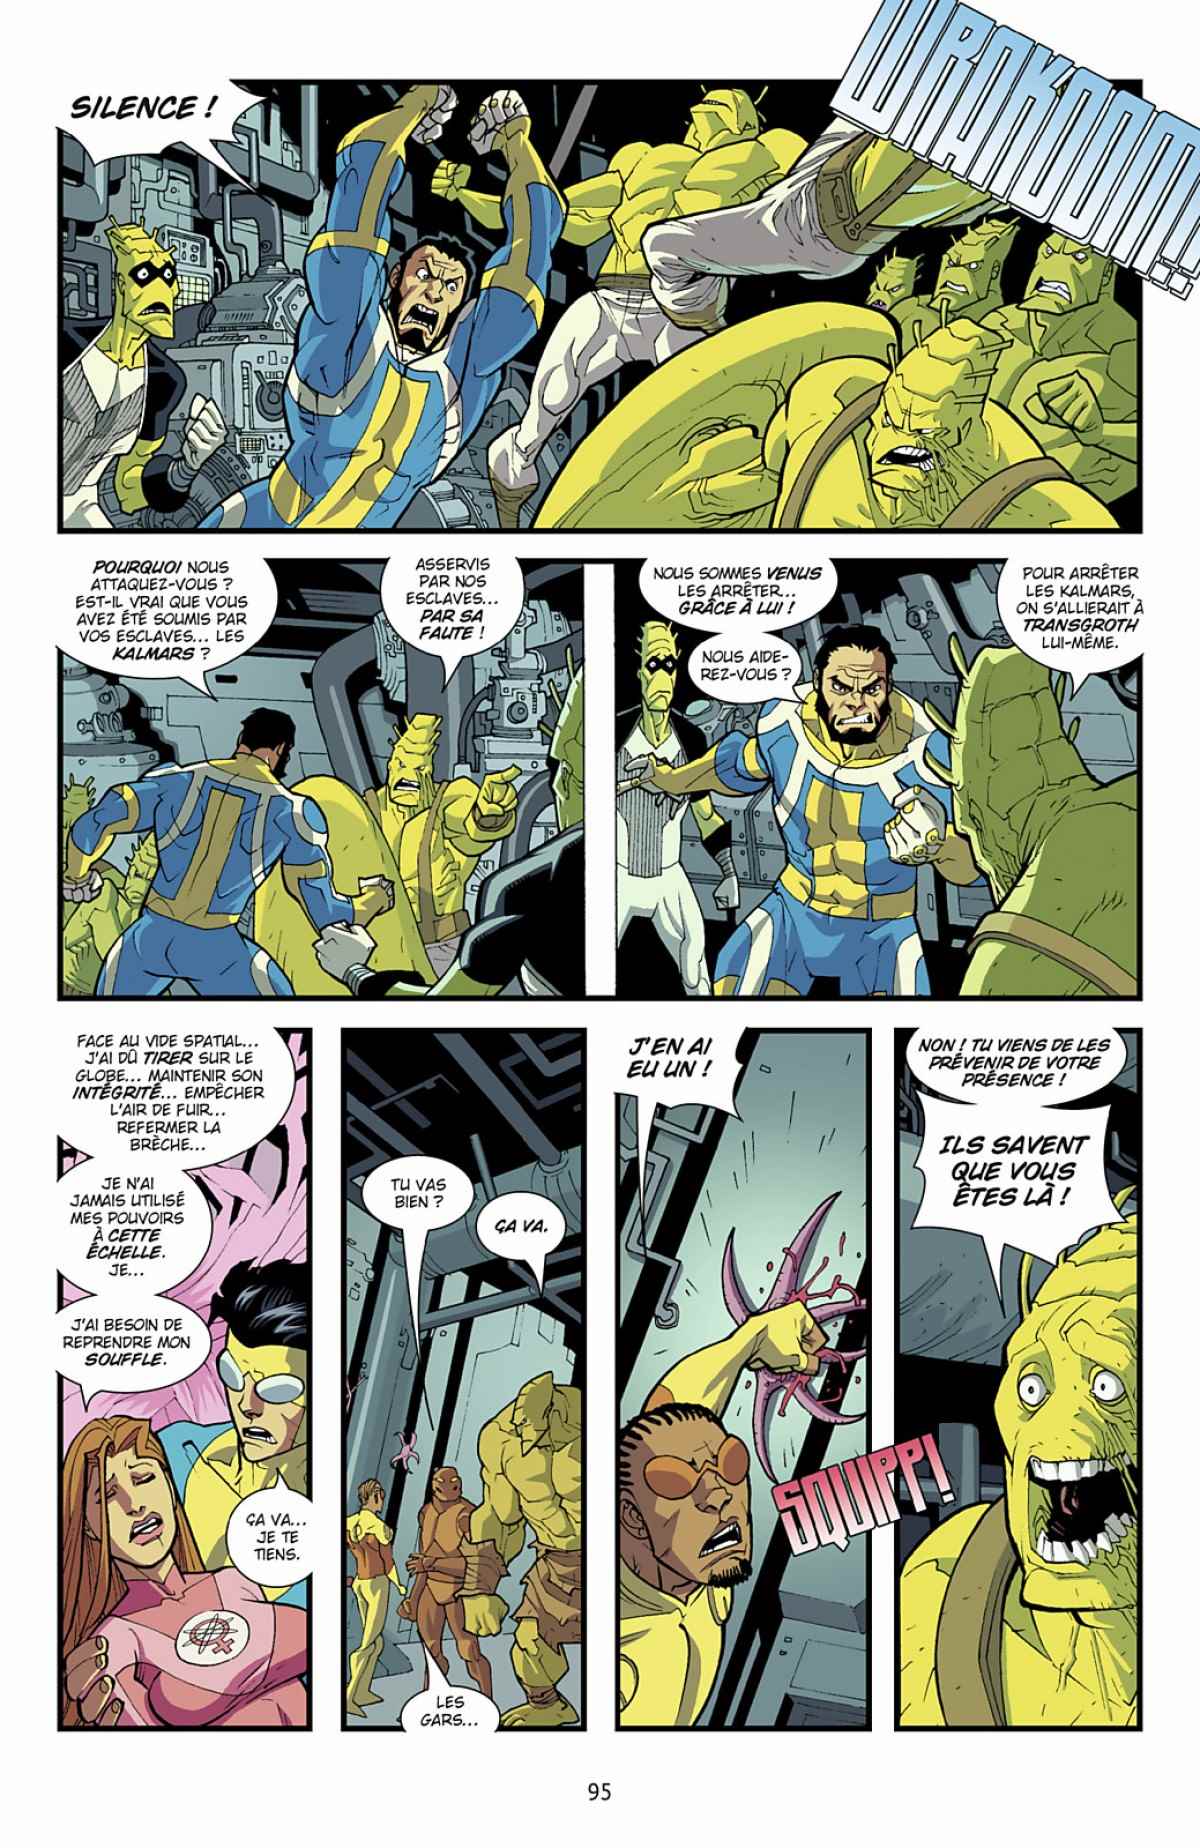 SILENCE !
WROKOOM!!!
POURQUOI NOUS
ATTAQUEZ-VOUS ?
EST-IL VRAI QUE VOUS
AVEZ ÉTÉ SOUMIS PAR
VOS ESCLAVES... LES
KALMARS ?
ASSERVIS
PAR NOS
ESCLAVES...
PAR SA
FAUTE !
NOUS SOMMES VENUS
LES ARRÊTER...
GRÂCE À LUI !
NOUS AIDE-
REZ-VOUS ?
POUR ARRÊTER
LES KALMARS,
ON S'ALLIERAIT À
TRANSGROTH
LUI-MÊME.
FACE AU VIDE SPATIAL...
J'AI DÛ TIRER SUR LE
GLOBE... MAINTENIR SON
INTÉGRITÉ... EMPÊCHER
L'AIR DE FUIR...
REFERMER LA
BRÈCHE...
JE N'AI
JAMAIS UTILISÉ
MES POUVOIRS
À CETTE
ÉCHELLE.
JE...
J'AI BESOIN DE
REPRENDRE MON
SOUFFLE.
ÇA VA...
JE TE
TIENS.
TU VAS
BIEN ?
ÇA VA.
LES
GARS...
J'EN AI
EU UN !
SQUIPP!
NON ! TU VIENS DE LES
PRÉVENIR DE VOTRE
PRÉSENCE !
ILS SAVENT
QUE VOUS
ÊTES LÀ !
95